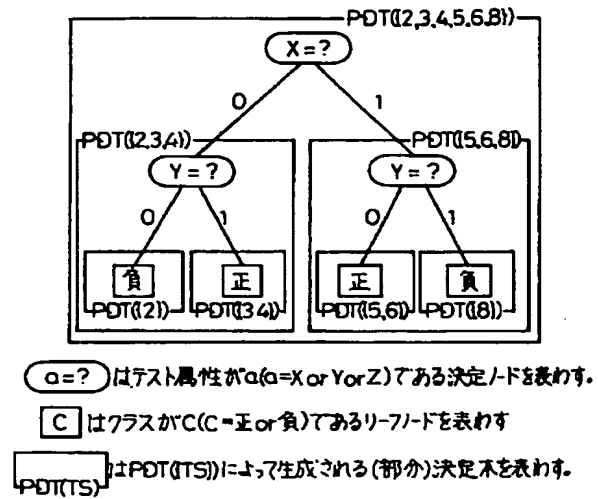 PDT({2,3,4,5,6,8})
X=?
0 1
PDT({2,3,4}) PDT({5,6,8})
Y=? Y=?
0 1 0 1
負 正 正 負
PDT({2}) PDT({3,4}) PDT({5,6}) PDT({8})
a=? はテスト属性がa(a=X or Y or Z)である決定ノードを表わす。
C はクラスがC(C=正or負)であるリーフノードを表わす
PDT(TS) はPDT(TS)によって生成される(部分)決定木を表わす。